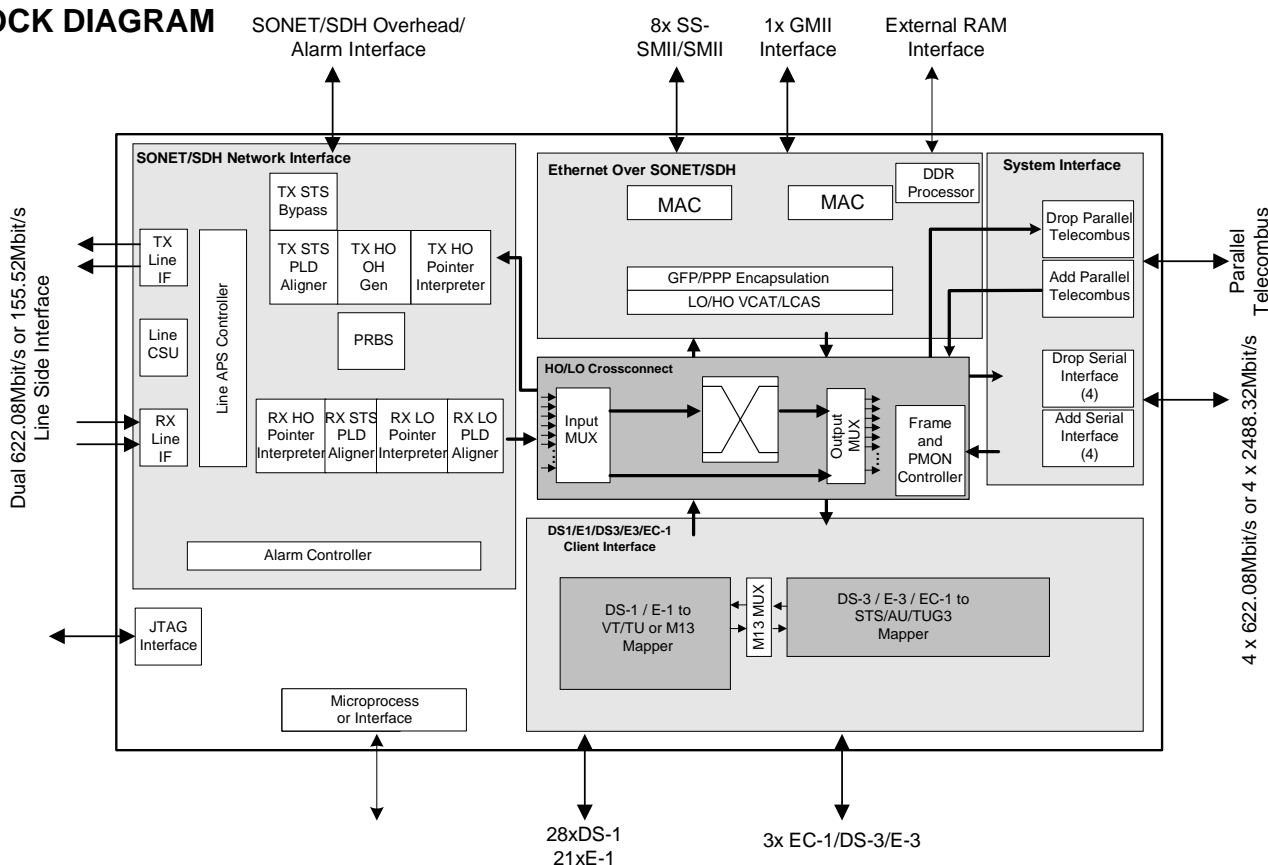 OCK DIAGRAM
SONET/SDH Overhead/
Alarm Interface
8x SS-
SMII/SMII
1x GMII
Interface
External RAM
Interface
Dual 622.08Mbit/s or 155.52Mbit/s
Line Side Interface
SONET/SDH Network Interface
TX STS
Bypass
TX
Line
IF
TX STS
PLD
Aligner
TX HO
OH
Gen
TX HO
Pointer
Interpreter
Line APS Controller
Line
CSU
PRBS
RX
Line
IF
RX HO
Pointer
Interpreter
RX STS
PLD
Aligner
RX LO
Pointer
Interpreter
RX LO
PLD
Aligner
Alarm Controller
JTAG
Interface
Microprocess
or Interface
Ethernet Over SONET/SDH
MAC
MAC
DDR
Processor
GFP/PPP Encapsulation
LO/HO VCAT/LCAS
HO/LO Crossconnect
Input
MUX
Output
MUX
Frame
and
PMON
Controller
System Interface
Drop Parallel
Telecombus
Add Parallel
Telecombus
Drop Serial
Interface
(4)
Add Serial
Interface
(4)
Parallel
Telecombus
4 x 622.08Mbit/s or 4 x 2488.32Mbit/s
DS1/E1/DS3/E3/EC-1
Client Interface
DS-1 / E-1 to
VT/TU or M13
Mapper
M13 MUX
DS-3 / E-3 / EC-1 to
STS/AU/TUG3
Mapper
28xDS-1
21xE-1
3x EC-1/DS-3/E-3